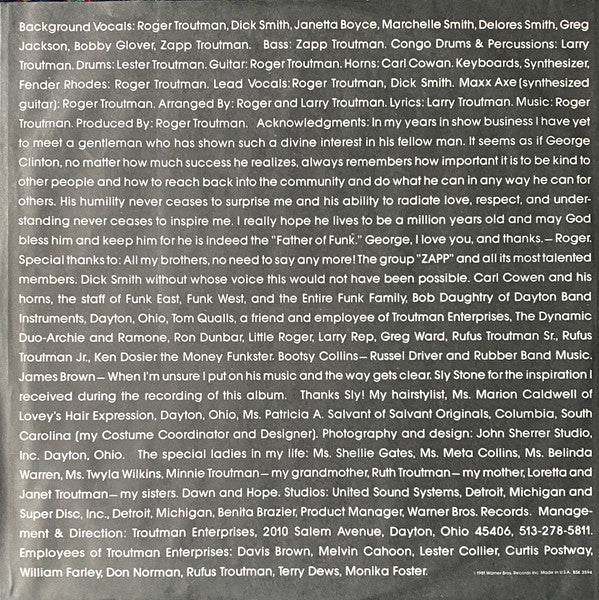 Background Vocals: Roger Troutman, Dick Smith, Janetta Boyce, Marchelle Smith, Delores Smith, Greg
Jackson, Bobby Glover, Zapp Troutman. Bass: Zapp Troutman. Congo Drums & Percussions: Larry
Troutman. Drums: Lester Troutman. Guitar: Roger Troutman. Horns: Carl Cowan. Keyboards, Synthesizer,
Fender Rhodes: Roger Troutman. Lead Vocals: Roger Troutman, Dick Smith. Maxx Axe (synthesized
guitar): Roger Troutman. Arranged By: Roger and Larry Troutman. Lyrics: Larry Troutman. Music: Roger
Troutman. Produced By: Roger Troutman. Acknowledgments: In my years in show business I have yet
to meet a gentleman who has shown such a divine interest in his fellow man. It seems as if George
Clinton, no matter how much success he realizes, always remembers how important it is to be kind to
other people and how to reach back into the community and do what he can in any way he can for
others. His humility never ceases to surprise me and his ability to radiate love, respect, and under-
standing never ceases to inspire me. I really hope he lives to be a million years old and may God
bless him and keep him for he is indeed the "Father of Funk." George, I love you, and thanks.—Roger.
Special thanks to: All my brothers, no need to say any more! The group "ZAPP" and all its most talented
members. Dick Smith without whose voice this would not have been possible. Carl Cowen and his
horns, the staff of Funk East, Funk West, and the Entire Funk Family, Bob Daughtry of Dayton Band
Instruments, Dayton, Ohio, Tom Qualls, a friend and employee of Troutman Enterprises, The Dynamic
Duo-Archie and Ramone, Ron Dunbar, Little Roger, Larry Rep, Greg Ward, Rufus Troutman Sr., Rufus
Troutman Jr., Ken Dosier the Money Funkster. Bootsy Collins—Russel Driver and Rubber Band Music.
James Brown—When I'm unsure I put on his music and the way gets clear. Sly Stone for the inspiration I
received during the recording of this album. Thanks Sly! My hairstylist, Ms. Marion Caldwell of
Lovey's Hair Expression, Dayton, Ohio, Ms. Patricia A. Salvant of Salvant Originals, Columbia, South
Carolina (my Costume Coordinator and Designer). Photography and design: John Sherrer Studio,
Inc. Dayton, Ohio. The special ladies in my life: Ms. Shellie Gates, Ms. Meta Collins, Ms. Belinda
Warren, Ms. Twyla Wilkins, Minnie Troutman—my grandmother, Ruth Troutman—my mother, Loretta and
Janet Troutman—my sisters. Dawn and Hope. Studios: United Sound Systems, Detroit, Michigan and
Super Disc, Inc., Detroit, Michigan, Benita Brazier, Product Manager, Warner Bros. Records. Manage-
ment & Direction: Troutman Enterprises, 2010 Salem Avenue, Dayton, Ohio 45406, 513-278-5811.
Employees of Troutman Enterprises: Davis Brown, Melvin Cahoon, Lester Collier, Curtis Postway,
William Farley, Don Norman, Rufus Troutman, Terry Dews, Monika Foster.
1981 Warner Bros. Records Inc. Made in U.S.A. BSK 3594